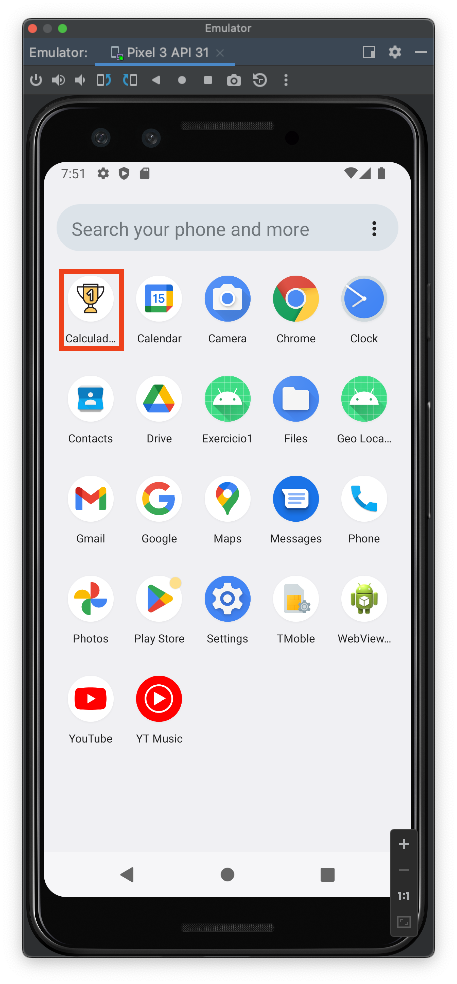 Emulator
Emulator: Pixel 3 API 31
7:51
Search your phone and more
1
15
Calculad...
Calendar
Camera
Chrome
Clock
Contacts
Drive
Exercicio1
Files
Geo Loca...
Gmail
Google
Maps
Messages
Phone
Photos
Play Store
Settings
TMoble
WebView...
YouTube
YT Music
1:1